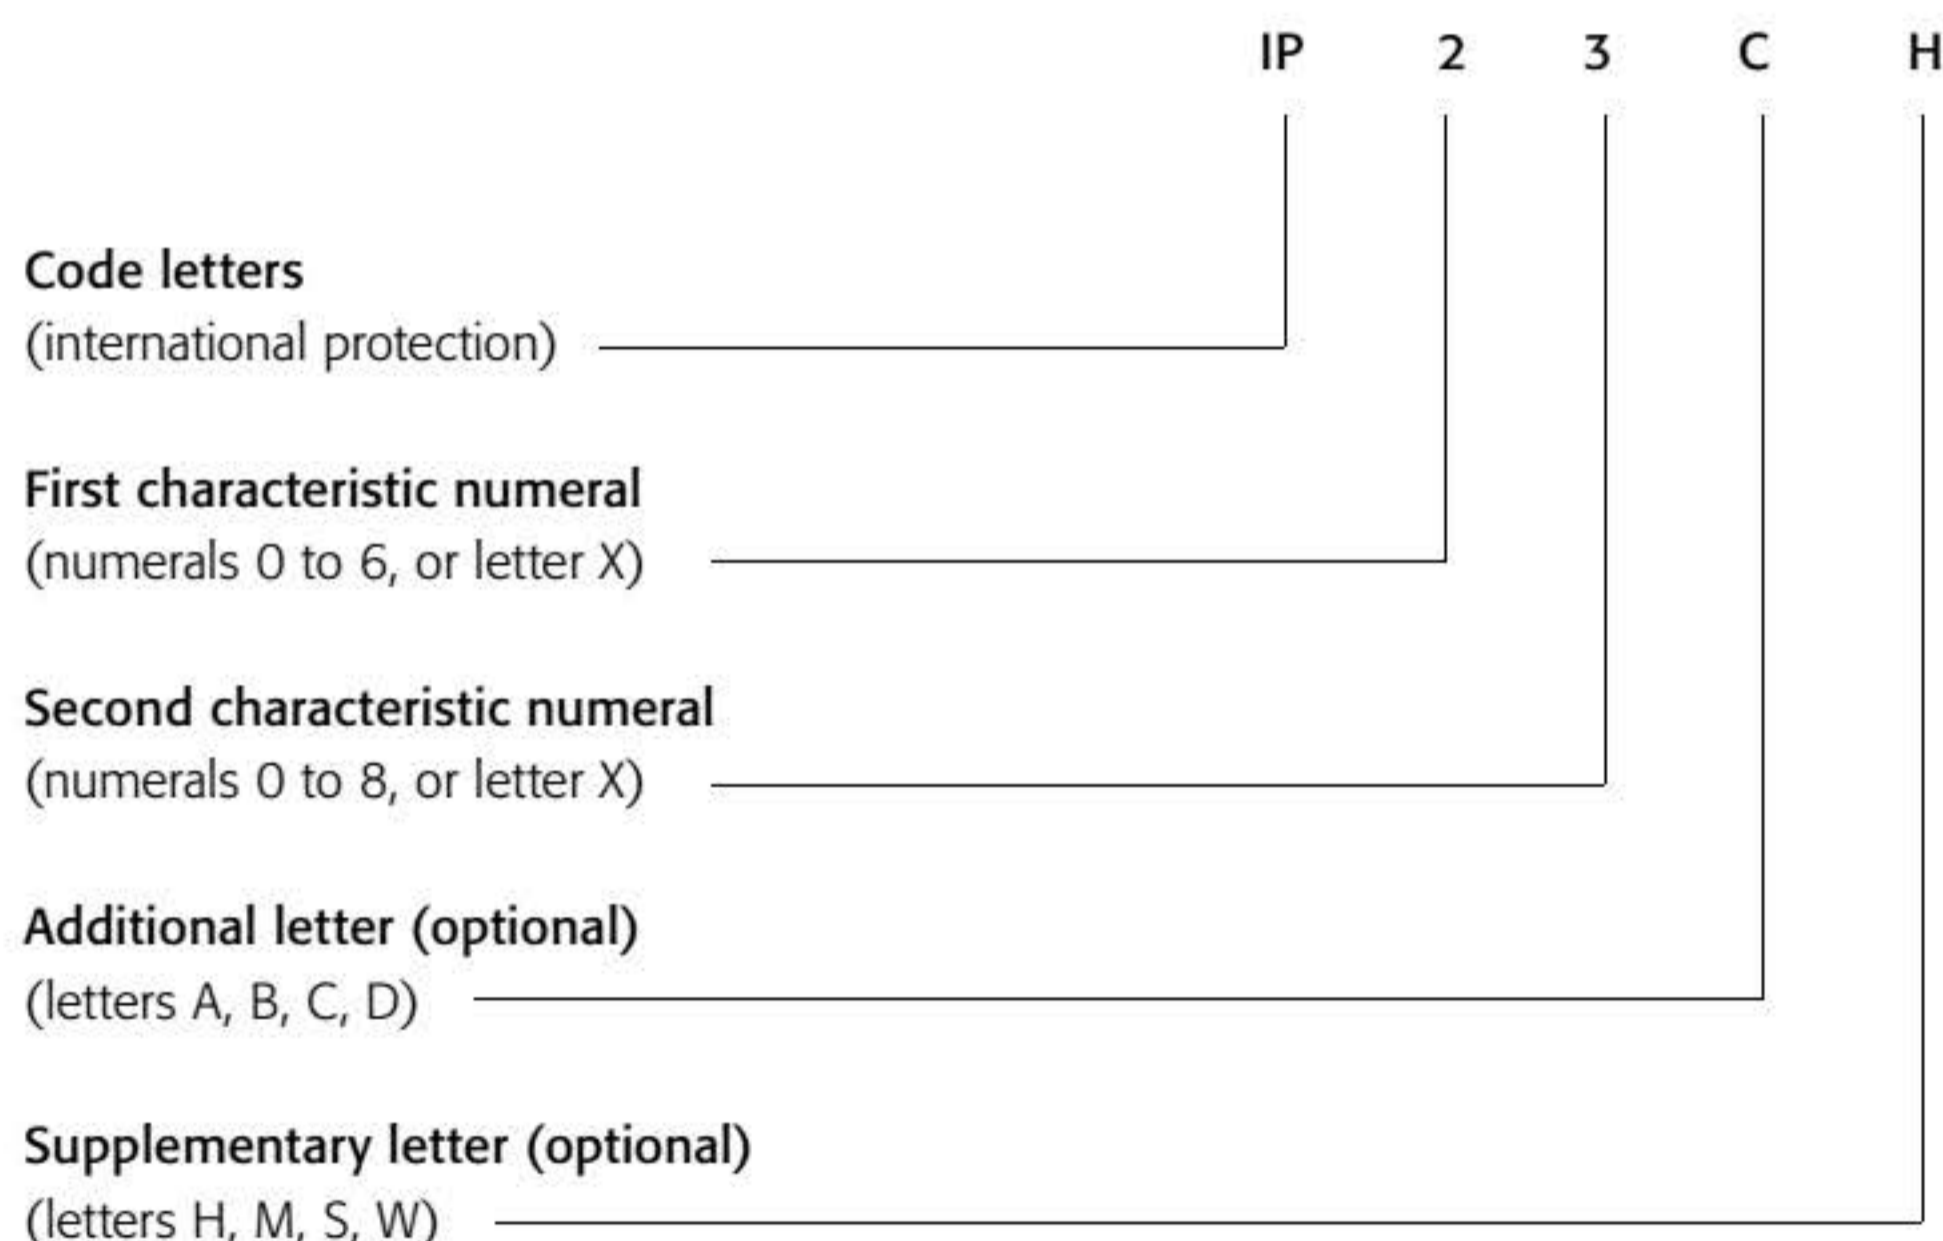 IP 2 3 C H
Code letters
(international protection)
First characteristic numeral
(numerals 0 to 6, or letter X)
Second characteristic numeral
(numerals 0 to 8, or letter X)
Additional letter (optional)
(letters A, B, C, D)
Supplementary letter (optional)
(letters H, M, S, W)